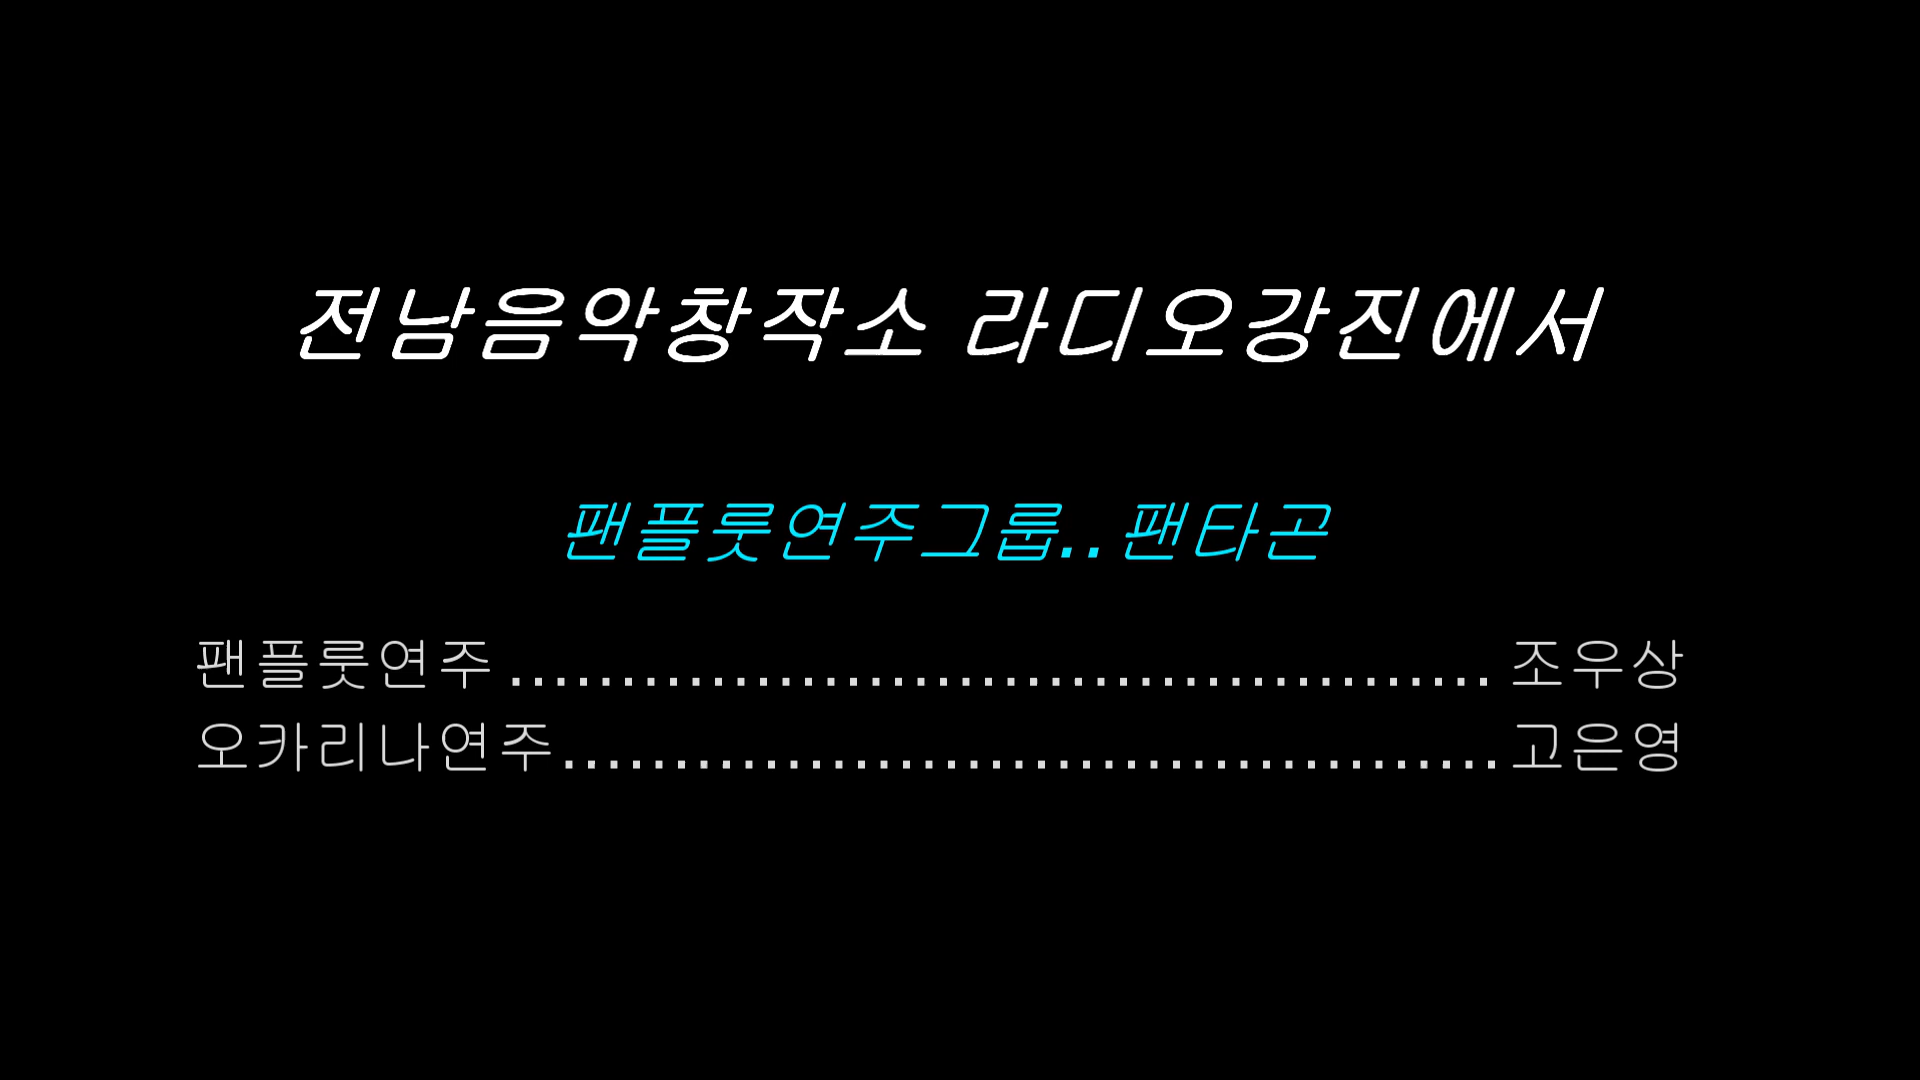 전남음악창작소 라디오강진에서
팬플룻연주그룹..팬타곤
팬플룻연주............................................조우상
오카리나연주..........................................고은영